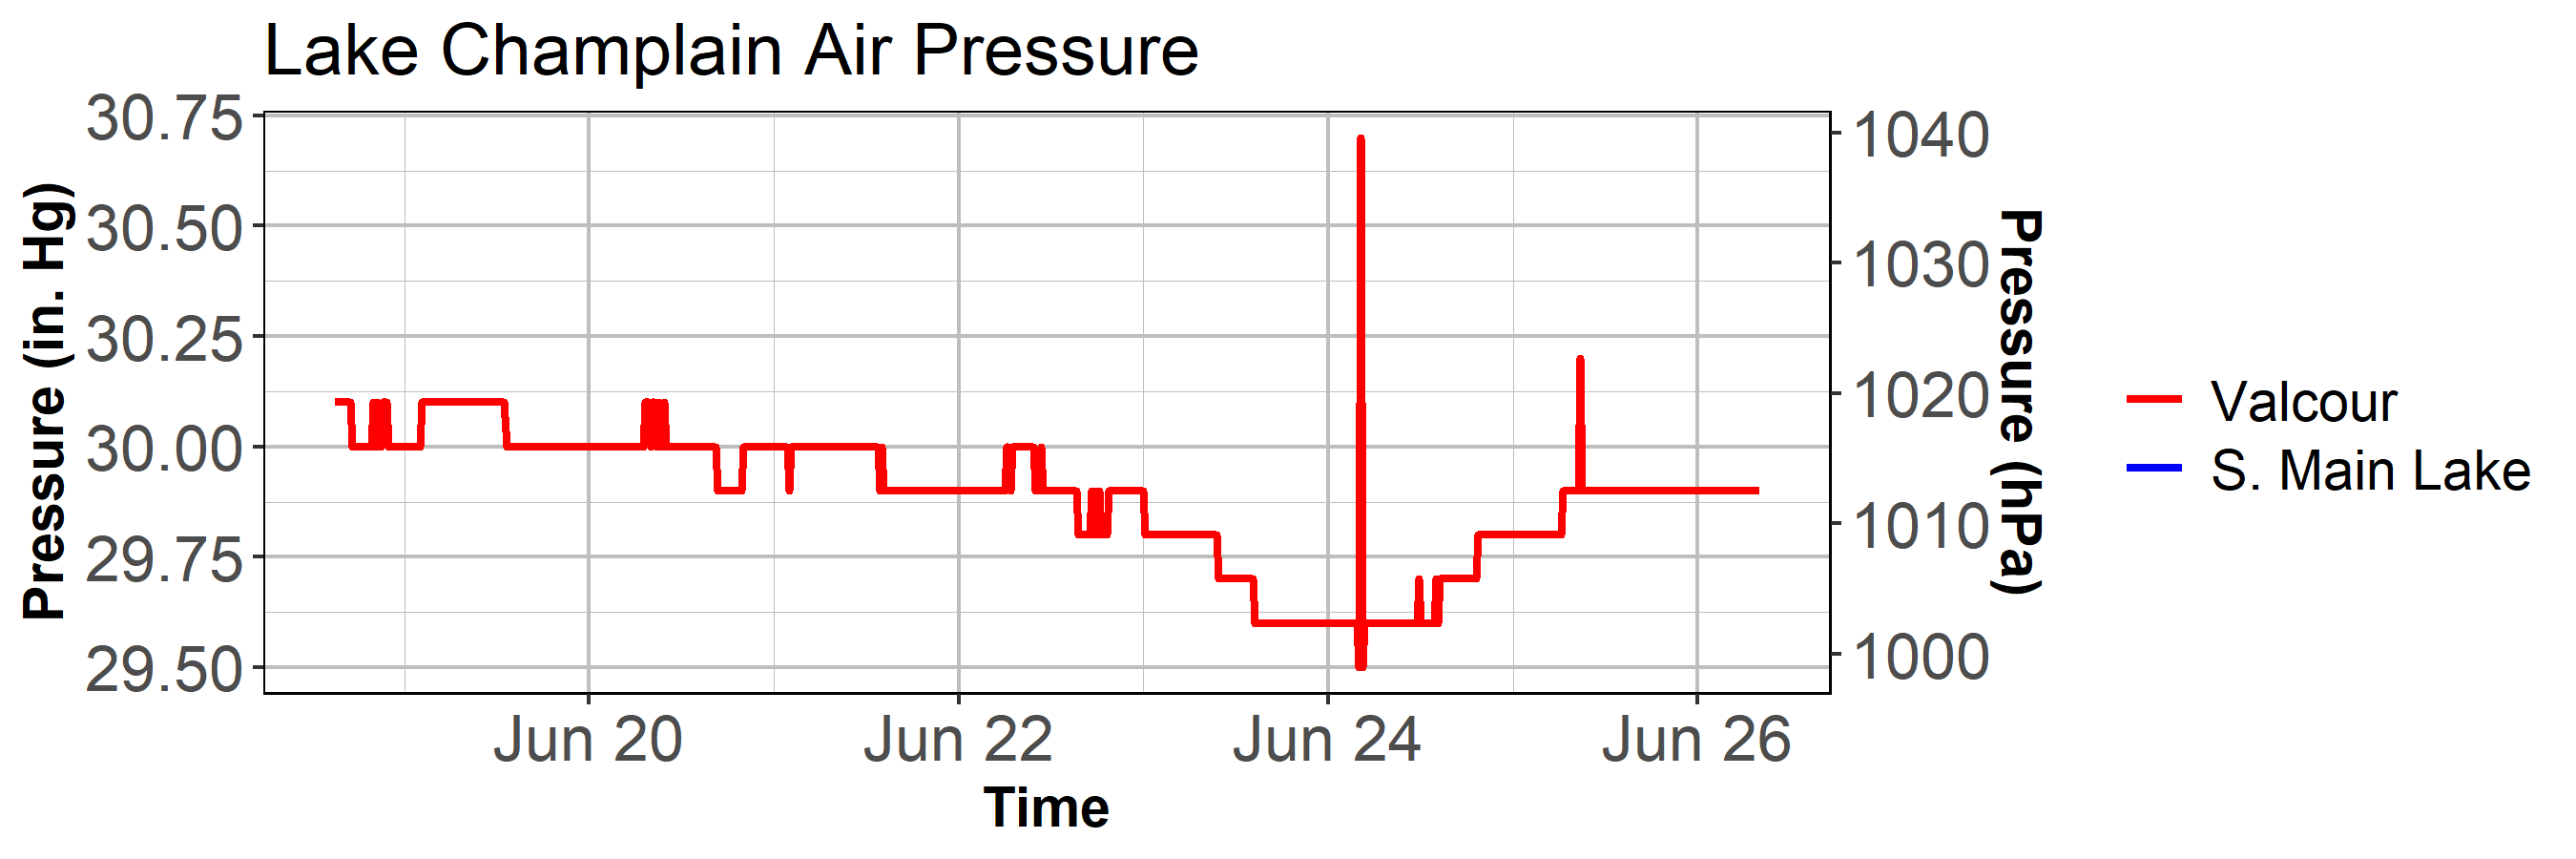 Lake Champlain Air Pressure
Pressure (in. Hg)
30.75
30.50
30.25
30.00
29.75
29.50
1040
1030
1020
1010
1000
Pressure (hPa)
Jun 20
Jun 22
Jun 24
Jun 26
Time
Valcour
S. Main Lake